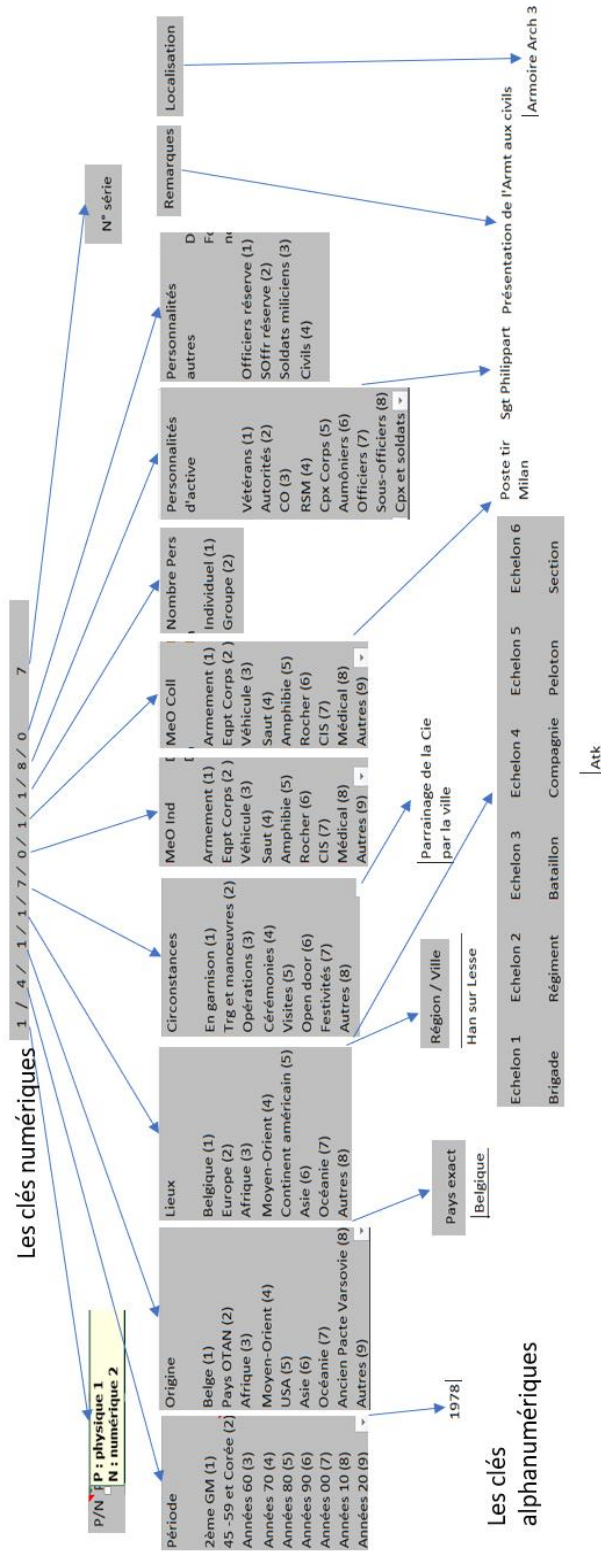 Les clés numériques
1 / 4 / 1 / 1 / 7 / 0 / 1 / 1 / 8 / 0 7
P/N
P : physique 1
N : numérique 2
N° série
Période
2ème GM (1)
45 -59 et Corée (2)
Années 60 (3)
Années 70 (4)
Années 80 (5)
Années 90 (6)
Années 00 (7)
Années 10 (8)
Années 20 (9)
Origine
Belge (1)
Pays OTAN (2)
Afrique (3)
Moyen-Orient (4)
USA (5)
Asie (6)
Océanie (7)
Ancien Pacte Varsovie (8)
Autres (9)
Lieux
Belgique (1)
Europe (2)
Afrique (3)
Moyen-Orient (4)
Continent américain (5)
Asie (6)
Océanie (7)
Autres (8)
Circonstances
En garnison (1)
Trg et manœuvres (2)
Opérations (3)
Cérémonies (4)
Visites (5)
Open door (6)
Festivités (7)
Autres (8)
MeO Ind
Armement (1)
Eqpt Corps (2 )
Véhicule (3)
Saut (4)
Amphibie (5)
Rocher (6)
CIS (7)
Médical (8)
Autres (9)
MeO Coll
Armement (1)
Eqpt Corps (2 )
Véhicule (3)
Saut (4)
Amphibie (5)
Rocher (6)
CIS (7)
Médical (8)
Autres (9)
Nombre Pers
Individuel (1)
Groupe (2)
Personnalités
d'active
Vétérans (1)
Autorités (2)
CO (3)
RSM (4)
Cpx Corps (5)
Aumôniers (6)
Officiers (7)
Sous-officiers (8)
Cpx et soldats
Personnalités
autres
Officiers réserve (1)
SOffr réserve (2)
Soldats miliciens (3)
Civils (4)
Remarques
Localisation
Les clés
alphanumériques
1978
Pays exact
Belgique
Région / Ville
Han sur Lesse
Parrainage de la Cie
par la ville
Echelon 1 Echelon 2 Echelon 3 Echelon 4 Echelon 5 Echelon 6
Brigade Régiment Bataillon Compagnie Peloton Section
Atk
Poste tir
Milan
Sgt Philippart
Présentation de l'Armt aux civils
Armoire Arch 3